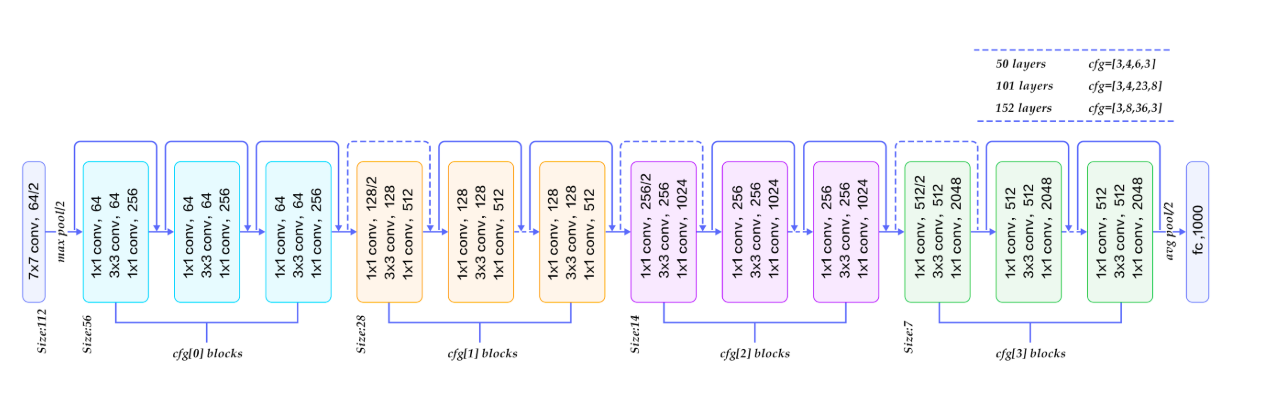 50 layers cfg=[3,4,6,3]
101 layers cfg=[3,4,23,8]
152 layers cfg=[3,8,36,3]
7x7 conv, 64/2
max pool/2
1x1 conv, 64
3x3 conv, 64
1x1 conv, 256
1x1 conv, 64
3x3 conv, 64
1x1 conv, 256
1x1 conv, 64
3x3 conv, 64
1x1 conv, 256
1x1 conv, 128/2
3x3 conv, 128
1x1 conv, 512
1x1 conv, 128
3x3 conv, 128
1x1 conv, 512
1x1 conv, 128
3x3 conv, 128
1x1 conv, 512
1x1 conv, 256/2
3x3 conv, 256
1x1 conv, 1024
1x1 conv, 256
3x3 conv, 256
1x1 conv, 1024
1x1 conv, 256
3x3 conv, 256
1x1 conv, 1024
1x1 conv, 512/2
3x3 conv, 512
1x1 conv, 2048
1x1 conv, 512
3x3 conv, 512
1x1 conv, 2048
1x1 conv, 512
3x3 conv, 512
1x1 conv, 2048
avg pool/2
fc ,1000
Size:112
Size:56
cfg[0] blocks
Size:28
cfg[1] blocks
Size:14
cfg[2] blocks
Size:7
cfg[3] blocks